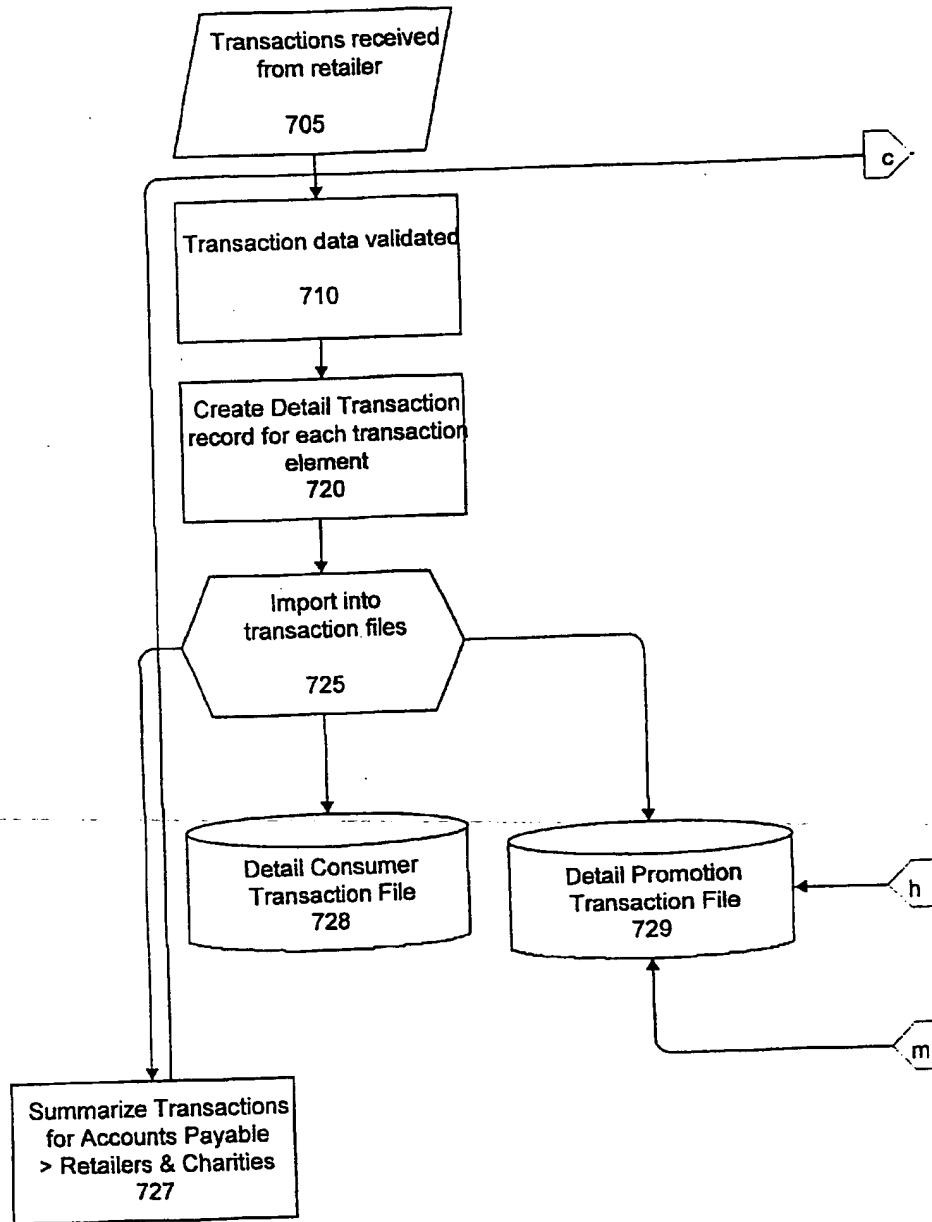 Transactions received
from retailer
705
c
Transaction data validated
710
Create Detail Transaction
record for each transaction
element
720
Import into
transaction files
725
Detail Consumer
Transaction File
728
Detail Promotion
Transaction File
729
h
m
Summarize Transactions
for Accounts Payable
> Retailers & Charities
727